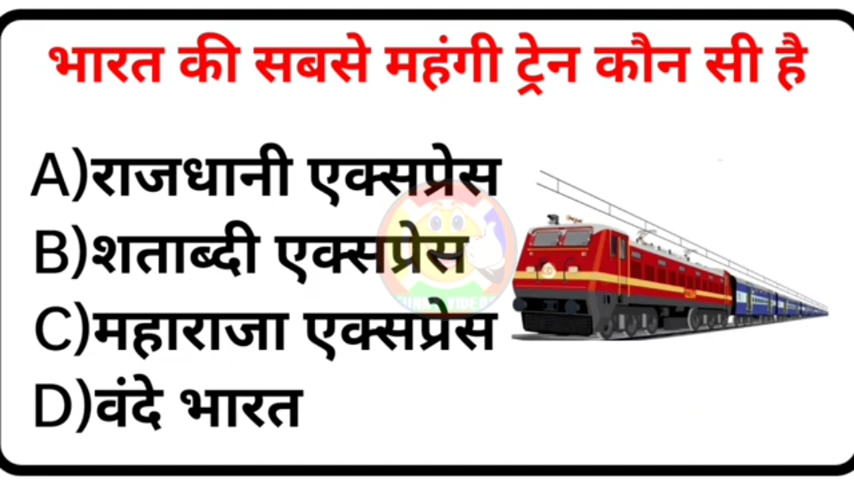 भारत की सबसे महंगी ट्रेन कौन सी है
A)राजधानी एक्सप्रेस
B)शताब्दी एक्सप्रेस
C)महाराजा एक्सप्रेस
D)वंदे भारत